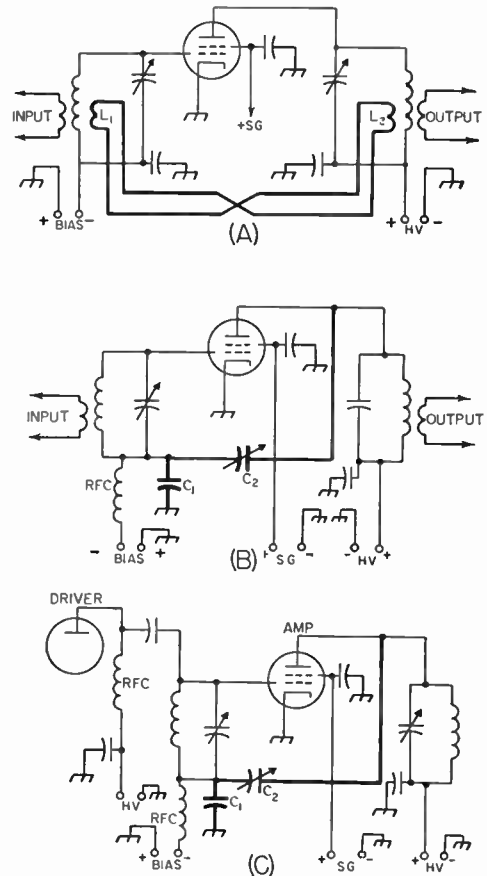 INPUT
L1
+SG
L2
OUTPUT
+ BIAS -
+ HV -
(A)
INPUT
RFC
C1
C2
OUTPUT
- BIAS +
+ SG -
- HV +
(B)
DRIVER
AMP
RFC
HV
C1
C2
RFC
+ BIAS -
+ SG -
+ HV -
(C)